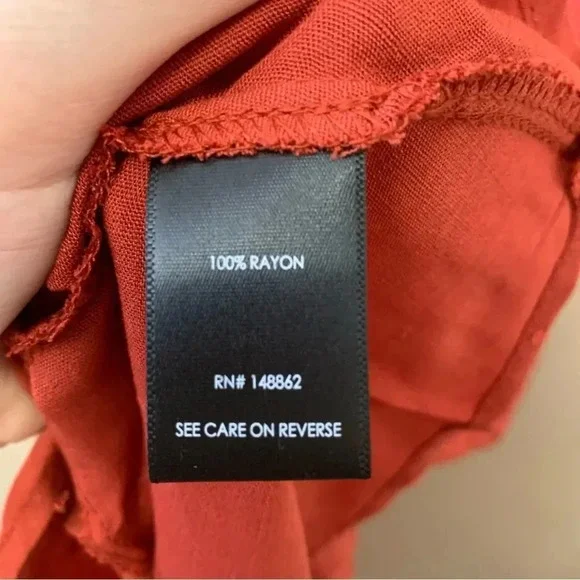 100% RAYON
RN# 148862
SEE CARE ON REVERSE